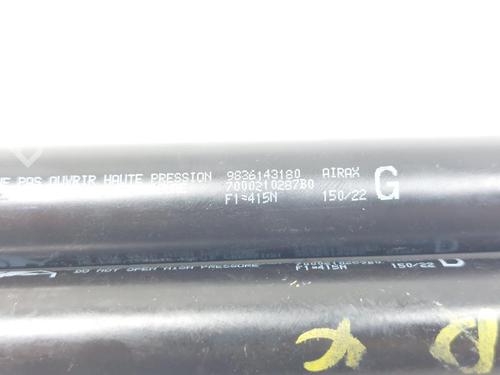 PAS OUVRIR HAUTE PRESSION 9836143180 AIRAX G
7000210287B0
F1=415N 150/22
DO NOT OPEN HIGH PRESSURE F1=415N 150/22 D